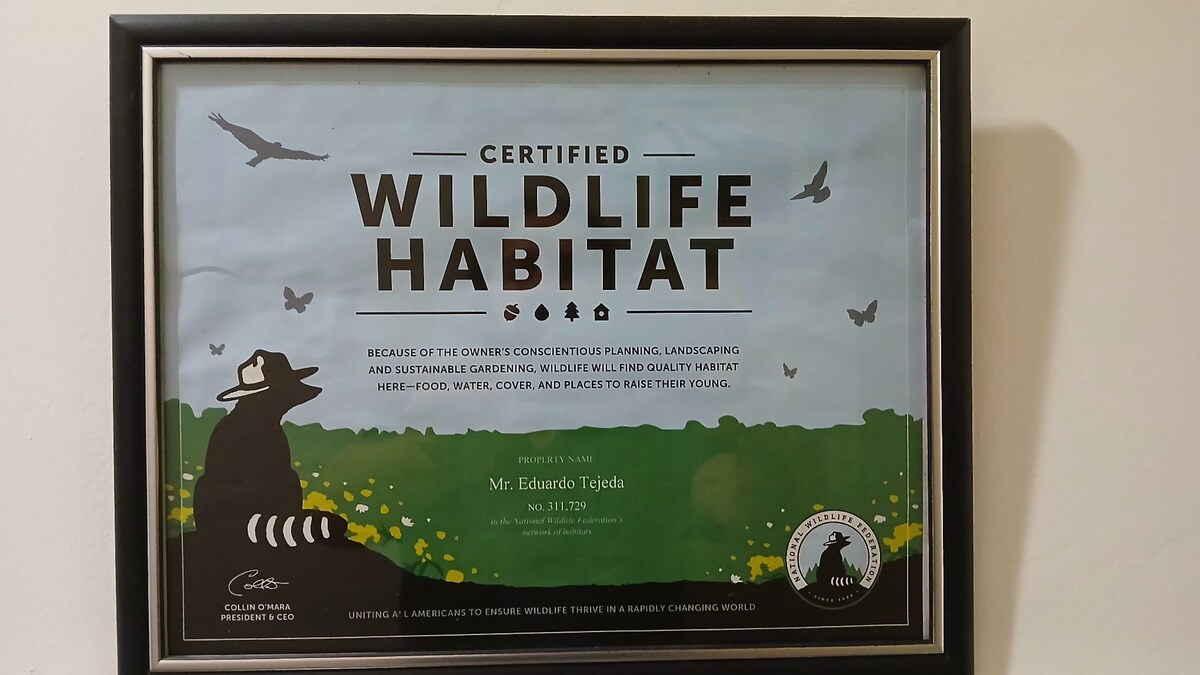 CERTIFIED
WILDLIFE
HABITAT
BECAUSE OF THE OWNER'S CONSCIENTIOUS PLANNING, LANDSCAPING
AND SUSTAINABLE GARDENING, WILDLIFE WILL FIND QUALITY HABITAT
HERE—FOOD, WATER, COVER, AND PLACES TO RAISE THEIR YOUNG.
PROPERTY NAME
Mr. Eduardo Tejeda
NO. 311,729
in the National Wildlife Federation's
network of habitats
NATIONAL WILDLIFE FEDERATION
SINCE 1936
COLLIN O'MARA
PRESIDENT & CEO
UNITING ALL AMERICANS TO ENSURE WILDLIFE THRIVE IN A RAPIDLY CHANGING WORLD